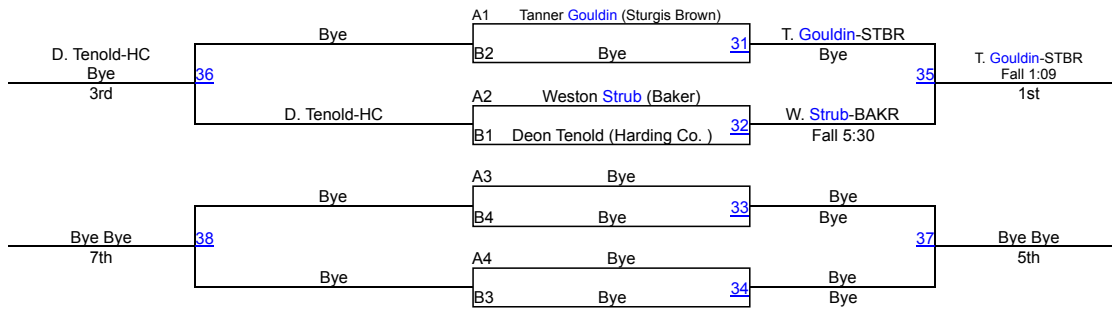 A1 Tanner Gouldin (Sturgis Brown)
Bye
T. Gouldin-STBR
D. Tenold-HC
Bye
3rd
36
B2 Bye 31
Bye
35
T. Gouldin-STBR
Fall 1:09
1st
A2 Weston Strub (Baker)
D. Tenold-HC
B1 Deon Tenold (Harding Co. ) 32
W. Strub-BAKR
Fall 5:30
A3 Bye
Bye
B4 Bye 33
Bye
Bye
Bye Bye
7th
38
37
Bye Bye
5th
A4 Bye
Bye
B3 Bye 34
Bye
Bye